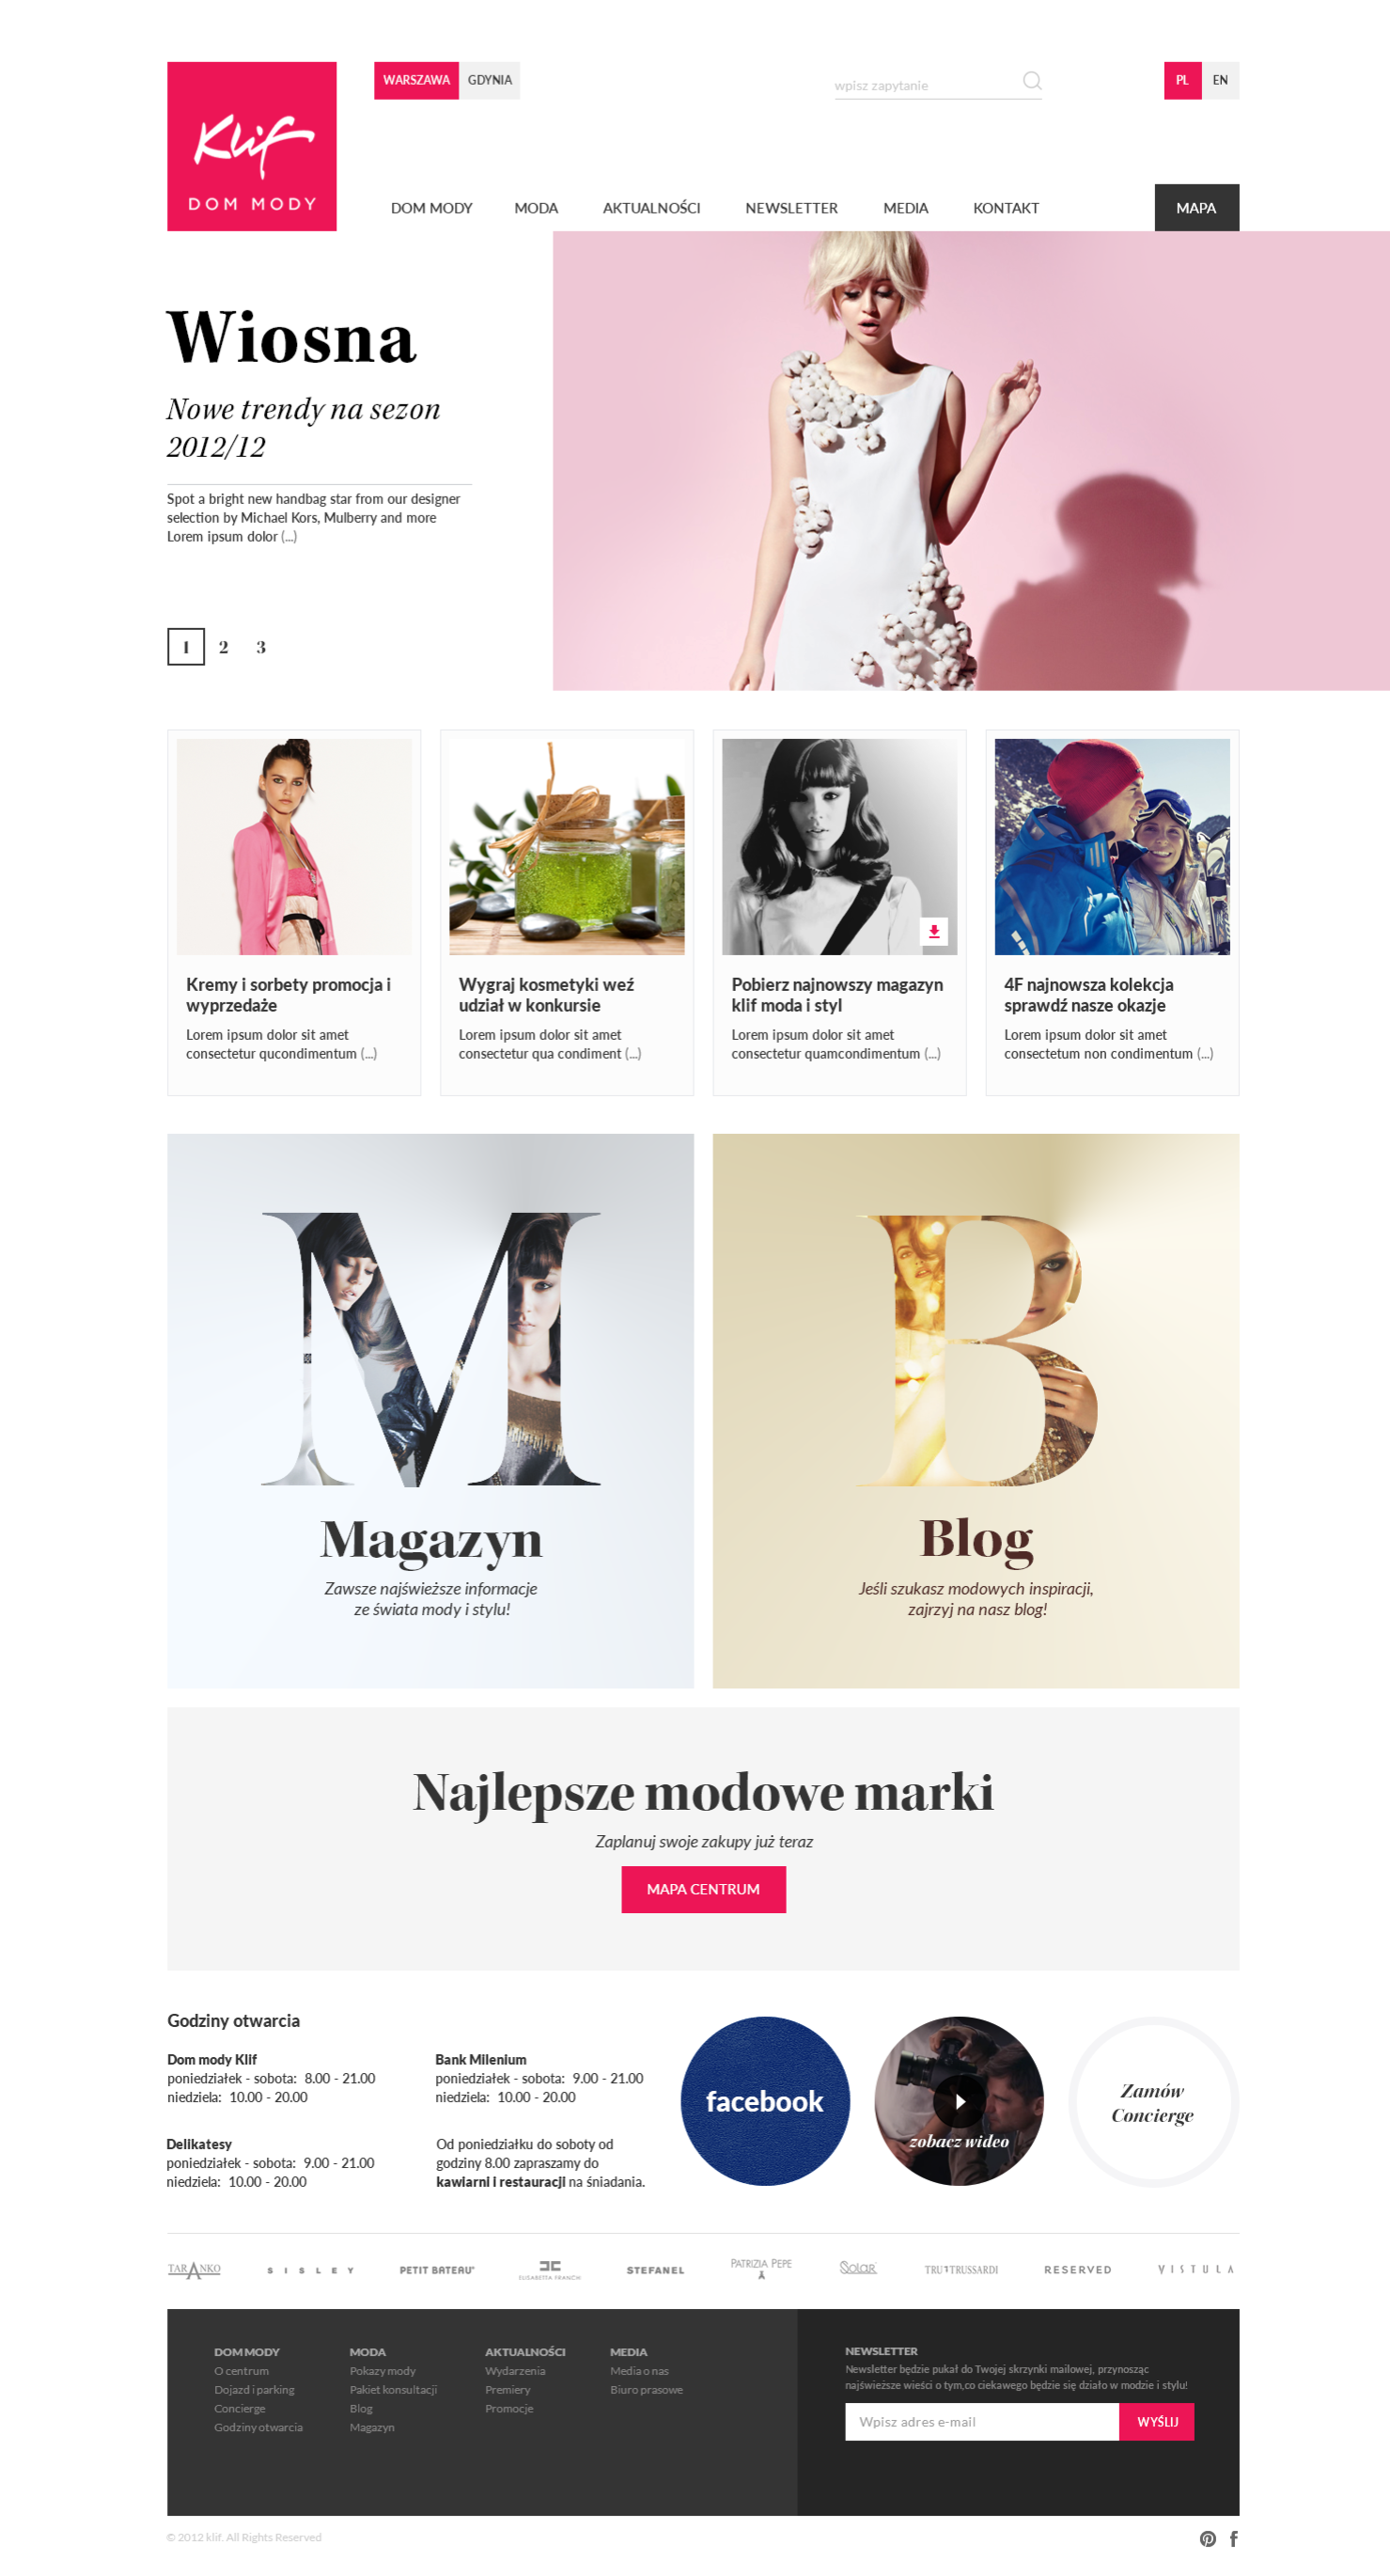 Klif
DOM MODY
WARSZAWA GDYNIA
wpisz zapytanie
PL EN
DOM MODY MODA AKTUALNOŚCI NEWSLETTER MEDIA KONTAKT MAPA
Wiosna
Nowe trendy na sezon
2012/12
Spot a bright new handbag star from our designer
selection by Michael Kors, Mulberry and more
Lorem ipsum dolor (...)
1 2 3
Kremy i sorbety promocja i
wyprzedaże
Lorem ipsum dolor sit amet
consectetur qucondimentum (...)
Wygraj kosmetyki weź
udział w konkursie
Lorem ipsum dolor sit amet
consectetur qua condiment (...)
Pobierz najnowszy magazyn
klif moda i styl
Lorem ipsum dolor sit amet
consectetur quamcondimentum (...)
4F najnowsza kolekcja
sprawdź nasze okazje
Lorem ipsum dolor sit amet
consectetum non condimentum (...)
M
Magazyn
Zawsze najświeższe informacje
ze świata mody i stylu!
B
Blog
Jeśli szukasz modowych inspiracji,
zajrzyj na nasz blog!
Najlepsze modowe marki
Zaplanuj swoje zakupy już teraz
MAPA CENTRUM
Godziny otwarcia
Dom mody Klif
poniedziałek - sobota: 8.00 - 21.00
niedziela: 10.00 - 20.00
Bank Milenium
poniedziałek - sobota: 9.00 - 21.00
niedziela: 10.00 - 20.00
Delikatesy
poniedziałek - sobota: 9.00 - 21.00
niedziela: 10.00 - 20.00
Od poniedziałku do soboty od
godziny 8.00 zapraszamy do
kawiarni i restauracji na śniadania.
facebook
zobacz wideo
Zamów
Concierge
TARANKO
SISLEY
PETIT BATEAU
ELISABETTA FRANCHI
STEFANEL
PATRIZIA PEPE
SOLAR
TRU TRUSSARDI
RESERVED
VISTULA
DOM MODY
O centrum
Dojazd i parking
Concierge
Godziny otwarcia
MODA
Pokazy mody
Pakiet konsultacji
Blog
Magazyn
AKTUALNOŚCI
Wydarzenia
Premiery
Promocje
MEDIA
Media o nas
Biuro prasowe
NEWSLETTER
Newsletter będzie pukał do Twojej skrzynki mailowej, przynosząc
najświeższe wieści o tym,co ciekawego będzie się działo w modzie i stylu!
Wpisz adres e-mail
WYŚLIJ
© 2012 klif. All Rights Reserved